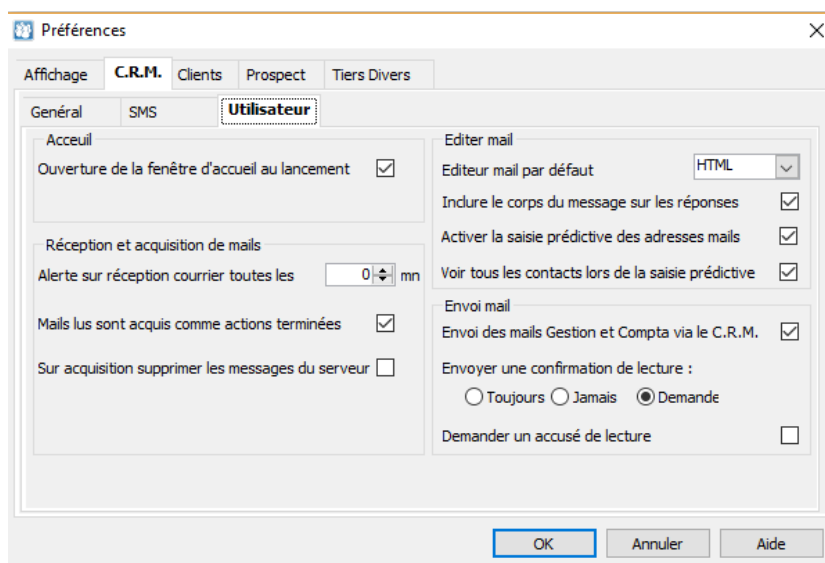 Préférences
Affichage C.R.M. Clients Prospect Tiers Divers
Genéral SMS Utilisateur
Acceuil
Ouverture de la fenêtre d'accueil au lancement
Réception et acquisition de mails
Alerte sur réception courrier toutes les 0 mn
Mails lus sont acquis comme actions terminées
Sur acquisition supprimer les messages du serveur
Editer mail
Editeur mail par défaut HTML
Inclure le corps du message sur les réponses
Activer la saisie prédictive des adresses mails
Voir tous les contacts lors de la saisie prédictive
Envoi mail
Envoi des mails Gestion et Compta via le C.R.M.
Envoyer une confirmation de lecture :
Toujours Jamais Demande
Demander un accusé de lecture
OK Annuler Aide